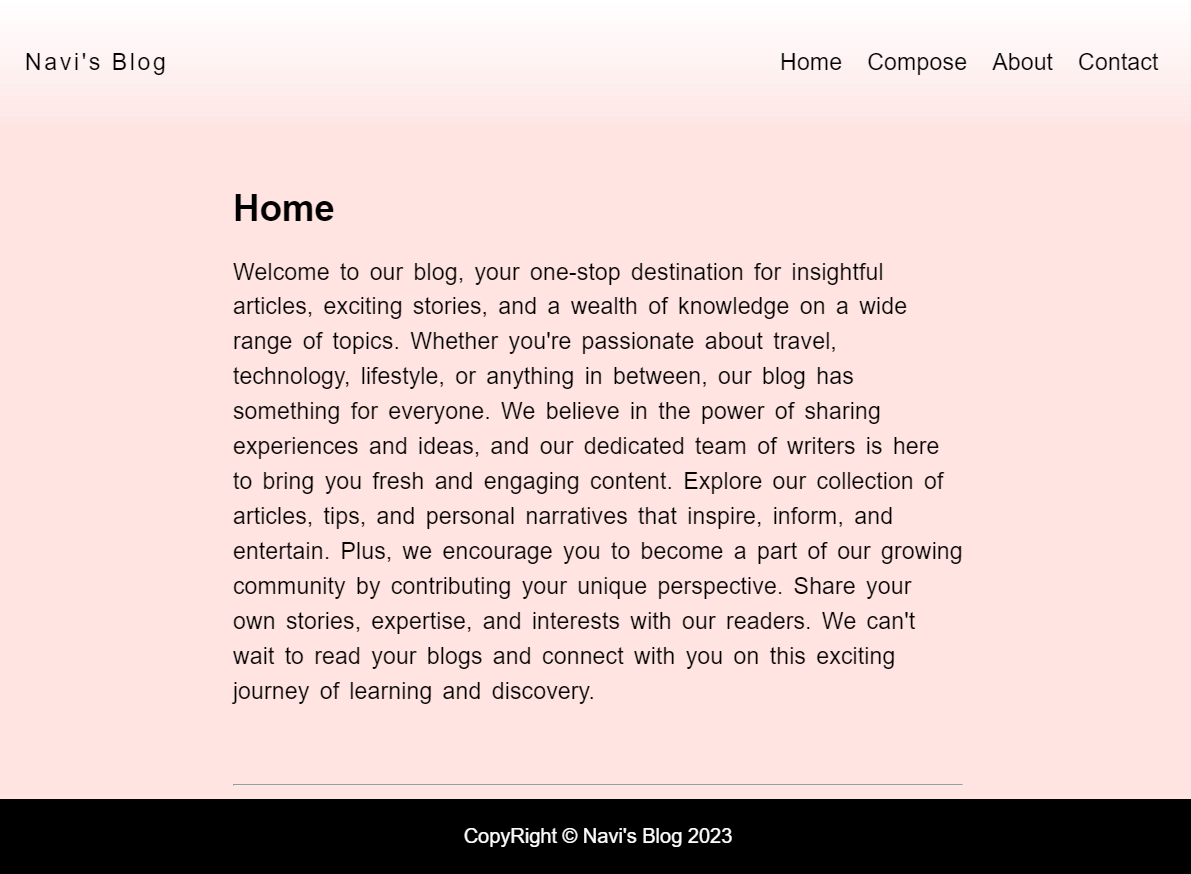 Navi's Blog
Home Compose About Contact
Home
Welcome to our blog, your one-stop destination for insightful
articles, exciting stories, and a wealth of knowledge on a wide
range of topics. Whether you're passionate about travel,
technology, lifestyle, or anything in between, our blog has
something for everyone. We believe in the power of sharing
experiences and ideas, and our dedicated team of writers is here
to bring you fresh and engaging content. Explore our collection of
articles, tips, and personal narratives that inspire, inform, and
entertain. Plus, we encourage you to become a part of our growing
community by contributing your unique perspective. Share your
own stories, expertise, and interests with our readers. We can't
wait to read your blogs and connect with you on this exciting
journey of learning and discovery.
CopyRight © Navi's Blog 2023